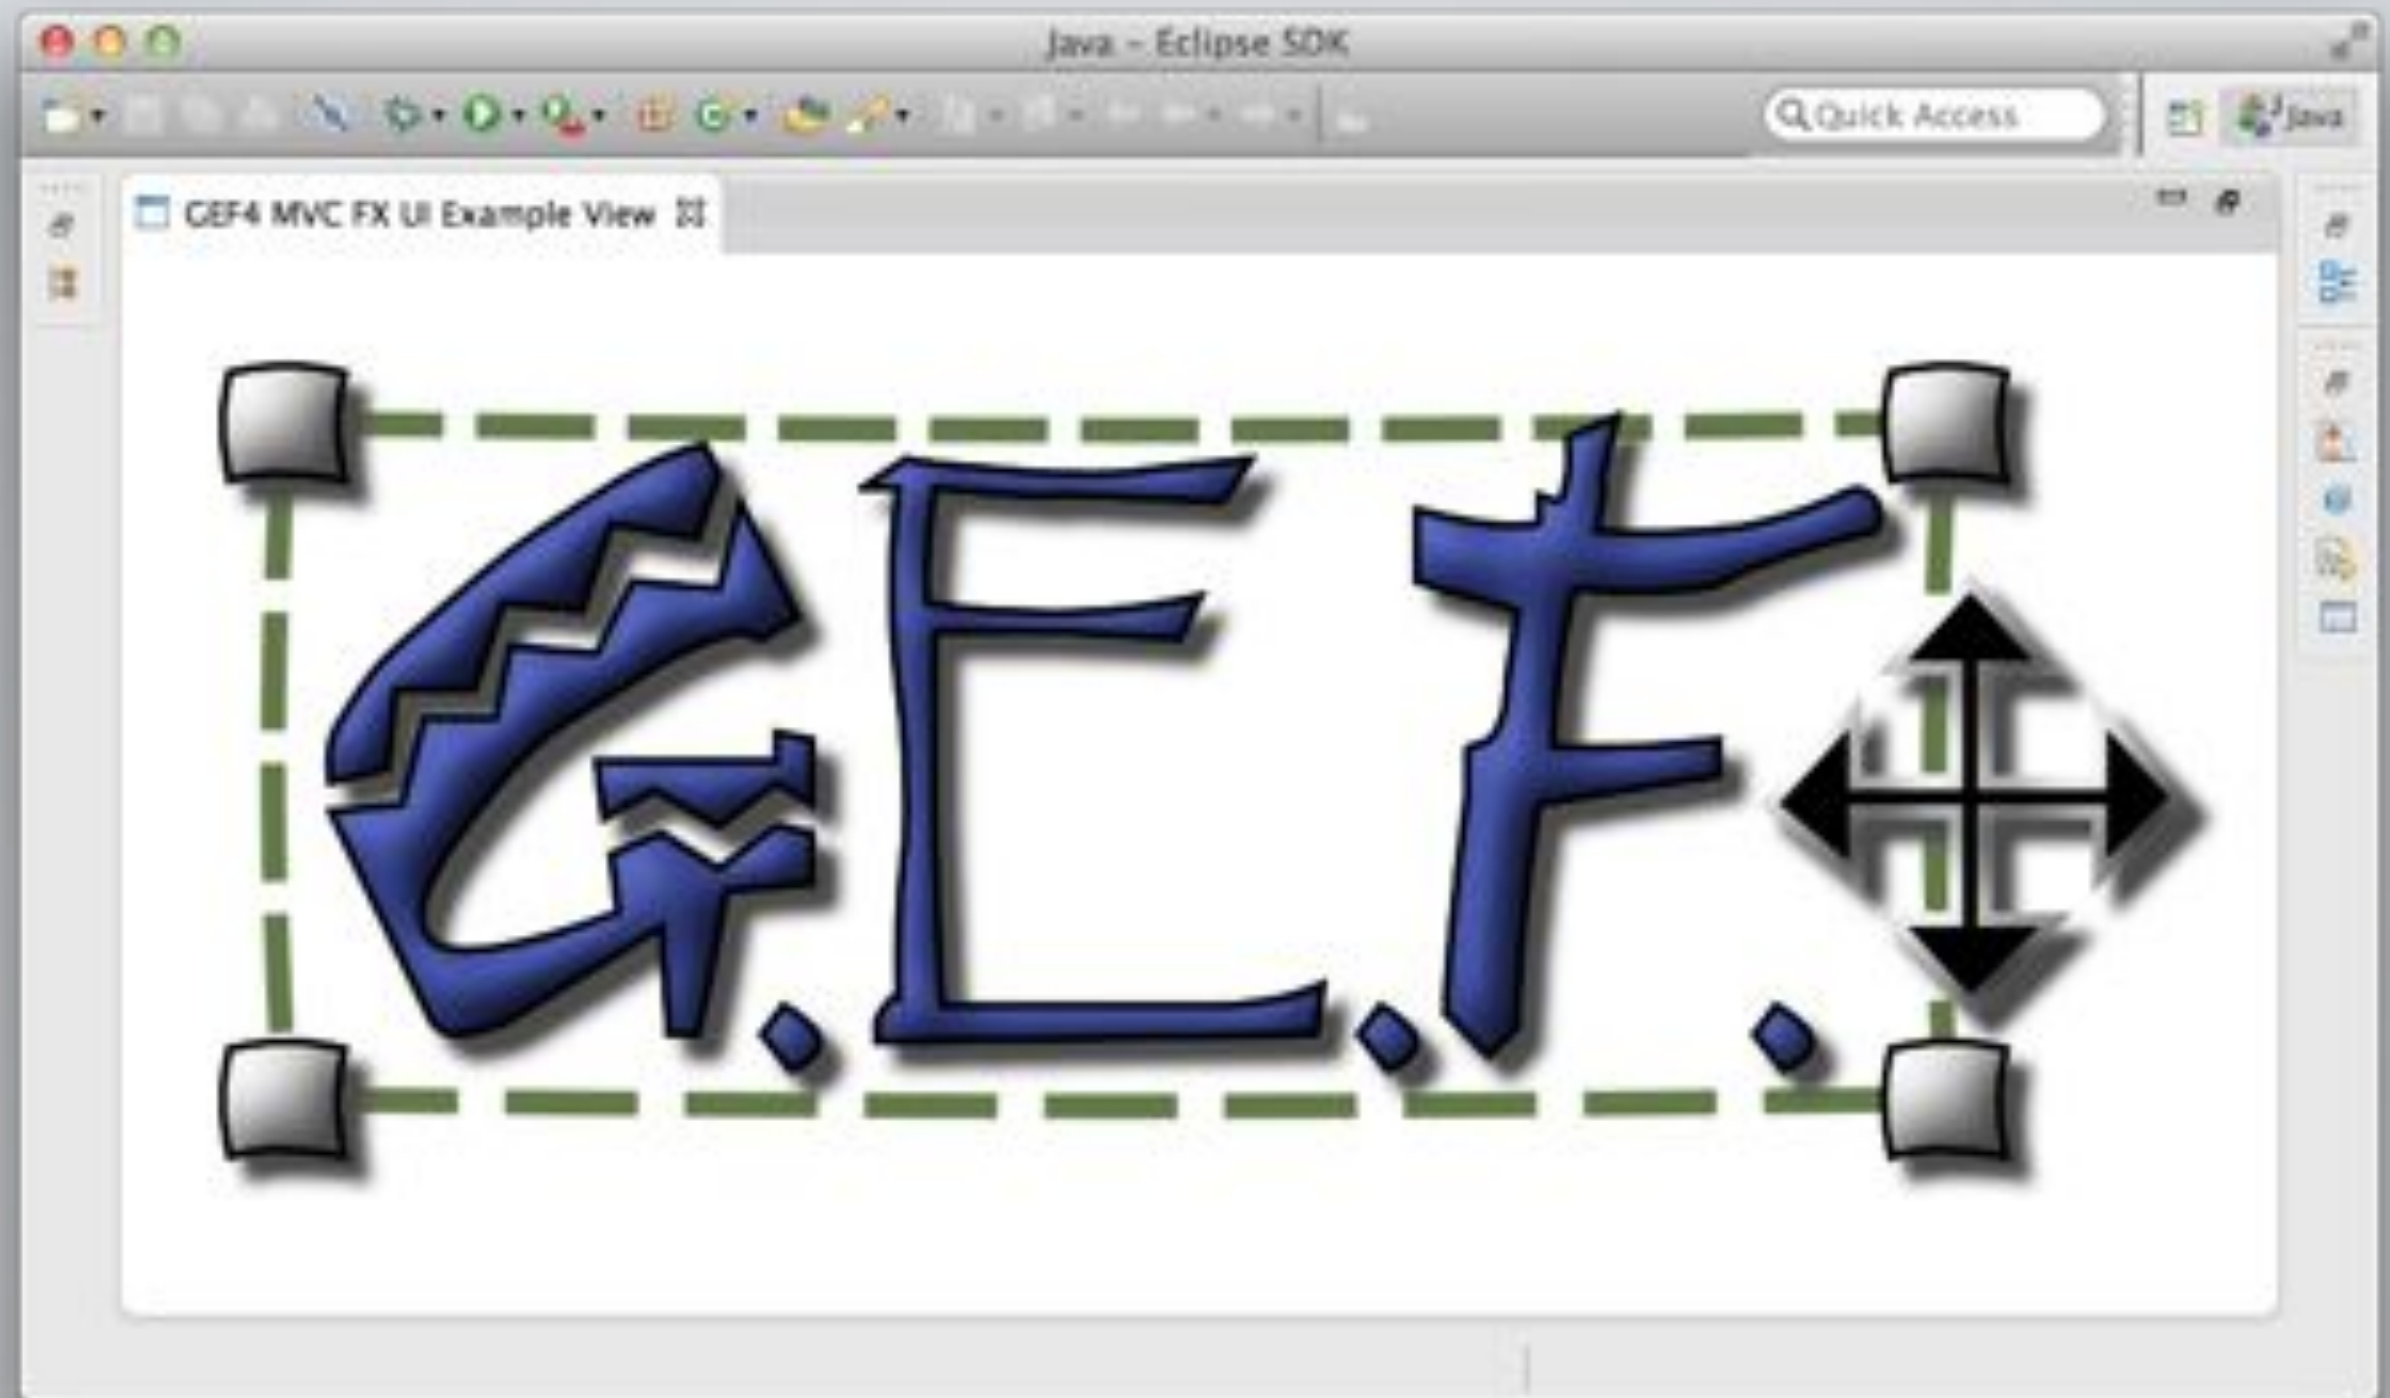 Java - Eclipse SDK
Quick Access
Java
GEF4 MVC FX UI Example View
G.E.F.